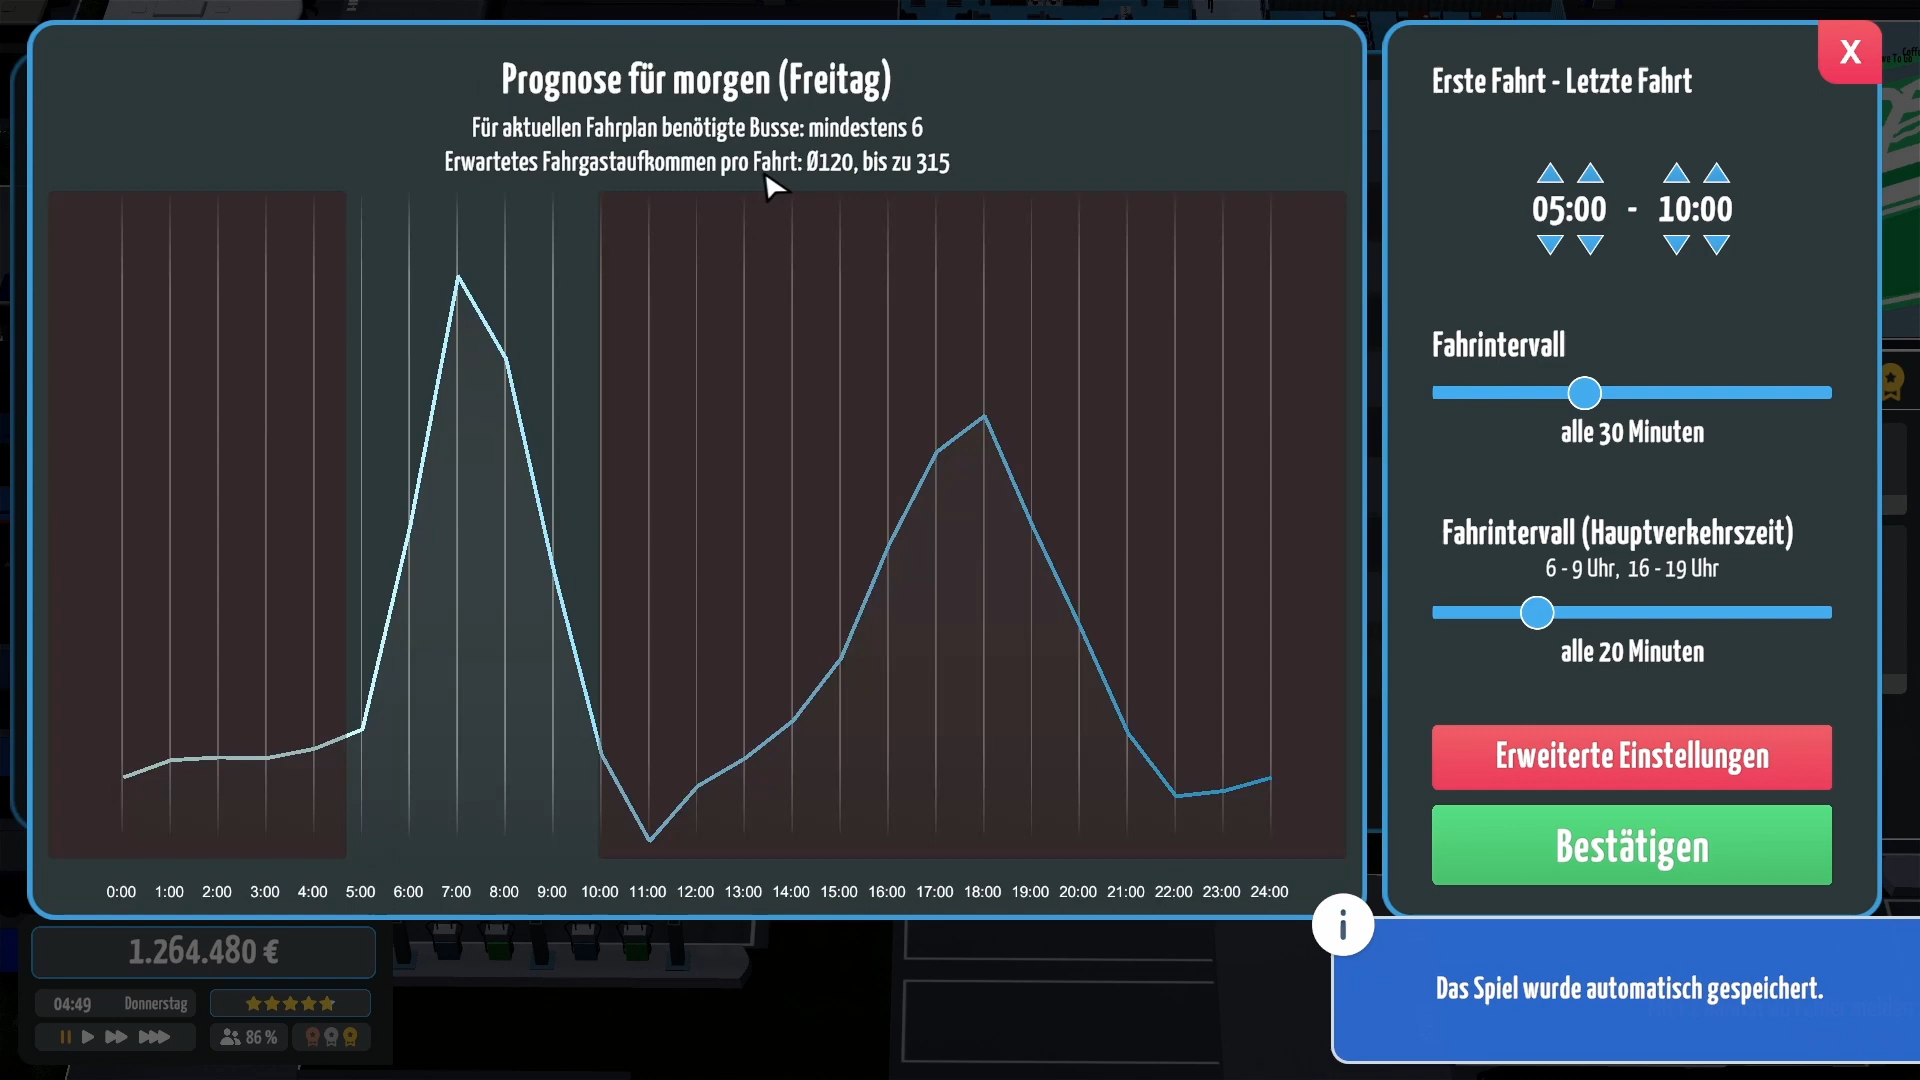 Prognose für morgen (Freitag)
Für aktuellen Fahrplan benötigte Busse: mindestens 6
Erwartetes Fahrgastaufkommen pro Fahrt: Ø120, bis zu 315
0:00 1:00 2:00 3:00 4:00 5:00 6:00 7:00 8:00 9:00 10:00 11:00 12:00 13:00 14:00 15:00 16:00 17:00 18:00 19:00 20:00 21:00 22:00 23:00 24:00
X
Erste Fahrt - Letzte Fahrt
05:00 - 10:00
Fahrintervall
alle 30 Minuten
Fahrintervall (Hauptverkehrszeit)
6 - 9 Uhr, 16 - 19 Uhr
alle 20 Minuten
Erweiterte Einstellungen
Bestätigen
1.264.480 €
04:49 Donnerstag
86 %
i
Das Spiel wurde automatisch gespeichert.